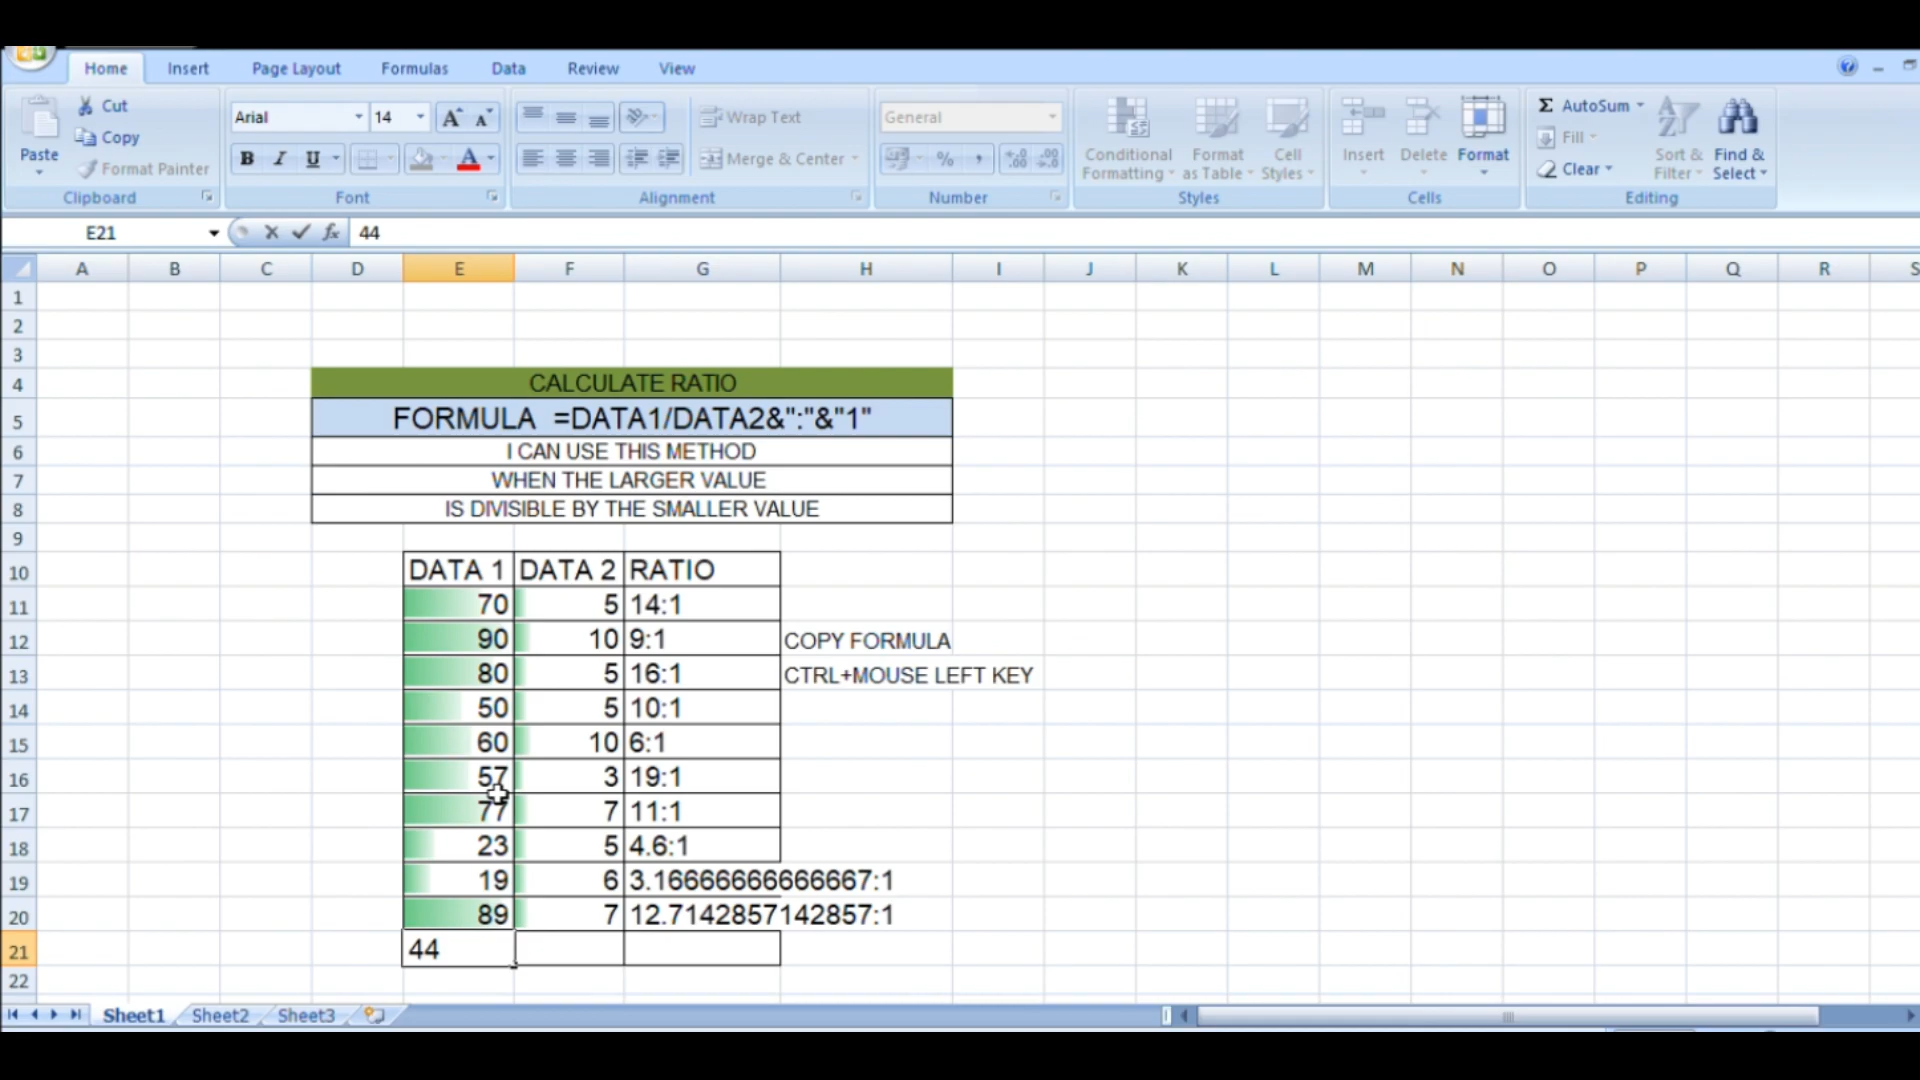 Home Insert Page Layout Formulas Data Review View
Paste Cut Copy Format Painter
Clipboard
Arial 14
B I U A
Font
Wrap Text
Merge & Center
Alignment
General
% ,
Number
Conditional Formatting
Format as Table
Cell Styles
Styles
Insert Delete Format
Cells
Σ AutoSum
Fill
Clear
Sort & Filter
Find & Select
Editing
E21 fx 44
A B C D E F G H I J K L M N O P Q R S
1
2
3
4 CALCULATE RATIO
5 FORMULA =DATA1/DATA2&":"&"1"
6 I CAN USE THIS METHOD
7 WHEN THE LARGER VALUE
8 IS DIVISIBLE BY THE SMALLER VALUE
9
10 DATA 1 DATA 2 RATIO
11 70 5 14:1
12 90 10 9:1 COPY FORMULA
13 80 5 16:1 CTRL+MOUSE LEFT KEY
14 50 5 10:1
15 60 10 6:1
16 57 3 19:1
17 77 7 11:1
18 23 5 4.6:1
19 19 6 3.16666666666667:1
20 89 7 12.7142857142857:1
21 44
22
Sheet1 Sheet2 Sheet3